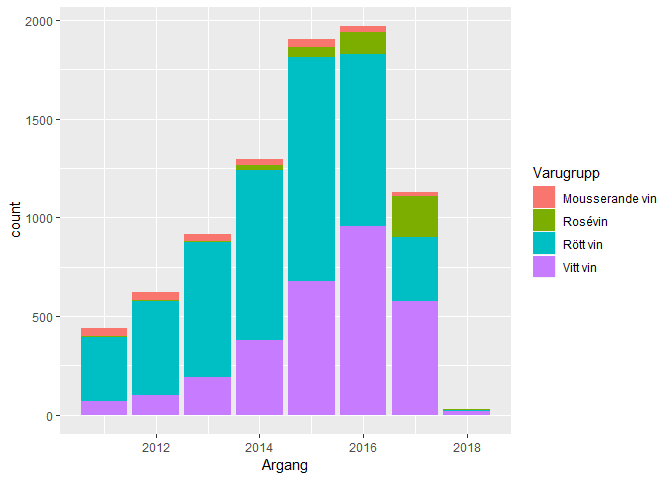 2000
1500
1000
500
0
count
2012
2014
2016
2018
Argang
Varugrupp
Mousserande vin
Rosévin
Rött vin
Vitt vin